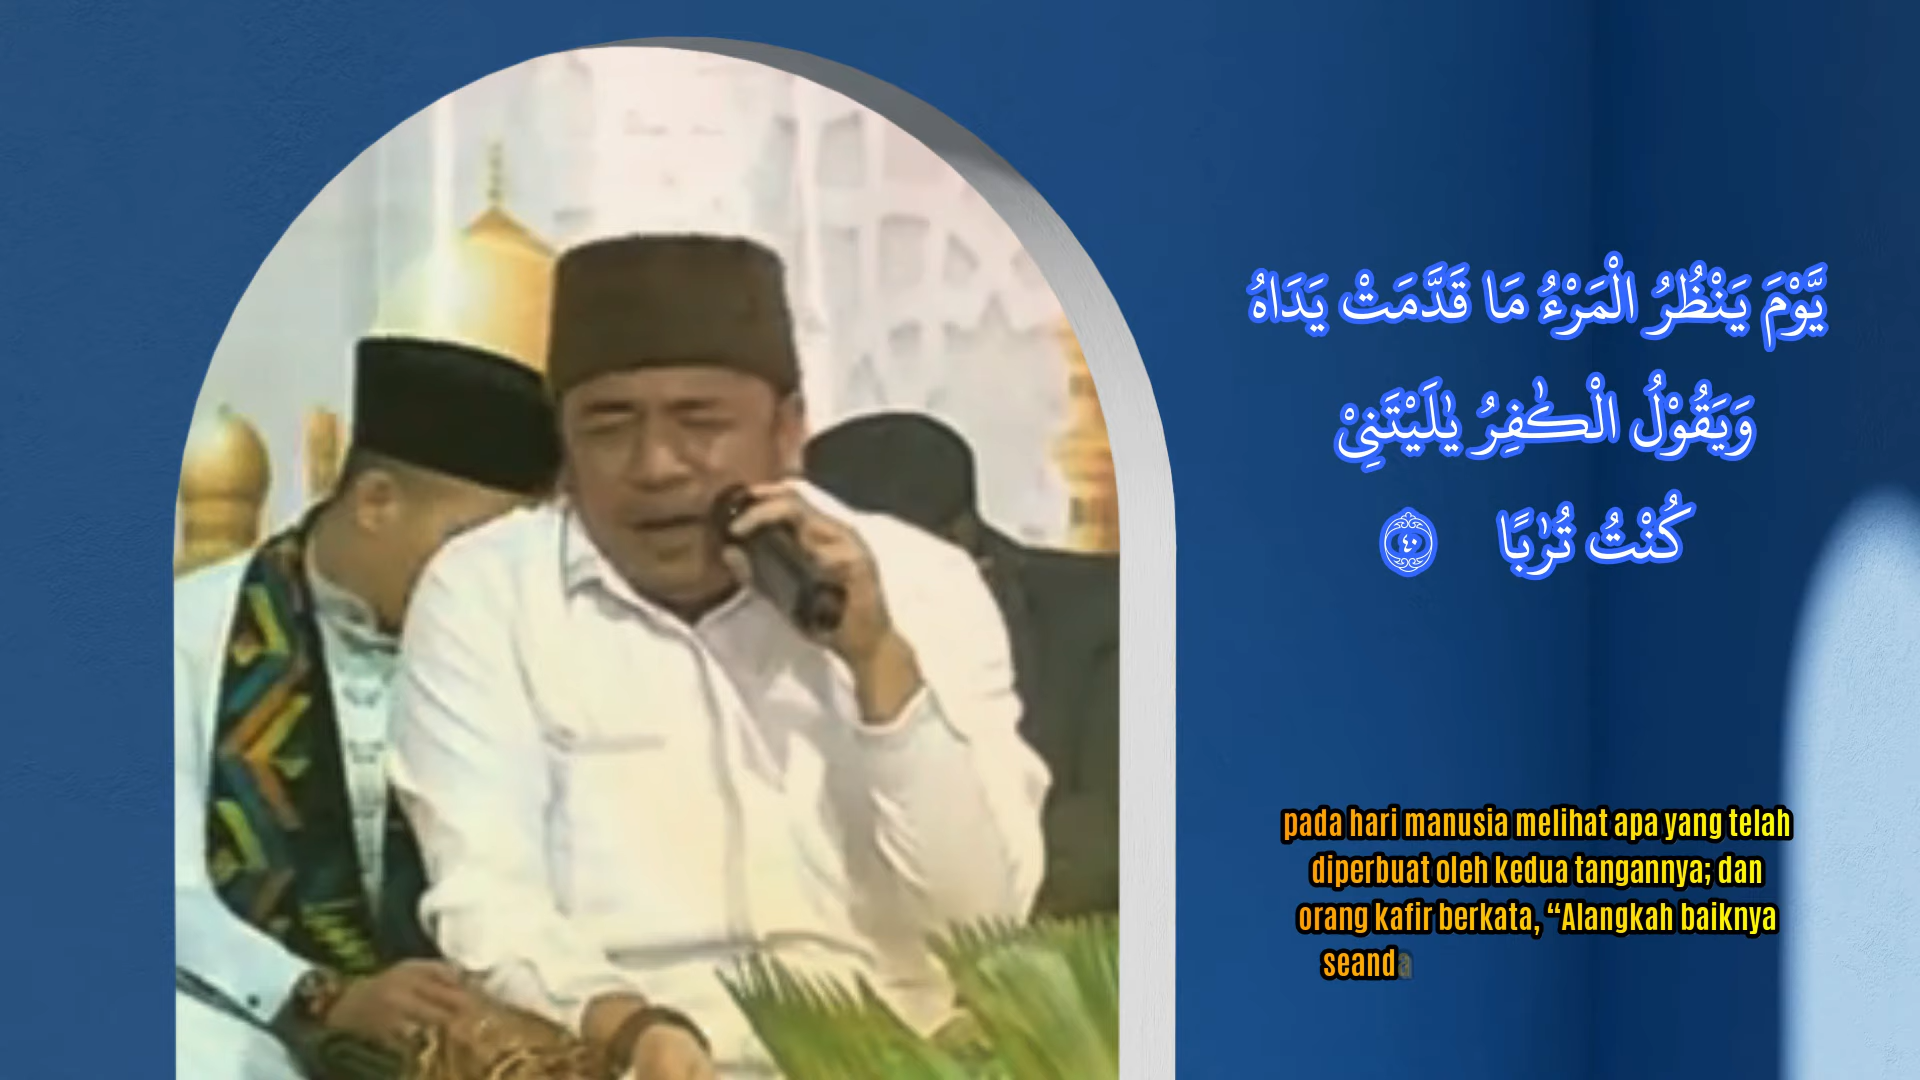 يَّوْمَ يَنْظُرُ الْمَرْءُ مَا قَدَّمَتْ يَدَاهُ
وَيَقُوْلُ الْكٰفِرُ يٰلَيْتَنِيْ
كُنْتُ تُرٰبًا ۝٤٠
pada hari manusia melihat apa yang telah
diperbuat oleh kedua tangannya; dan
orang kafir berkata, “Alangkah baiknya
seanda